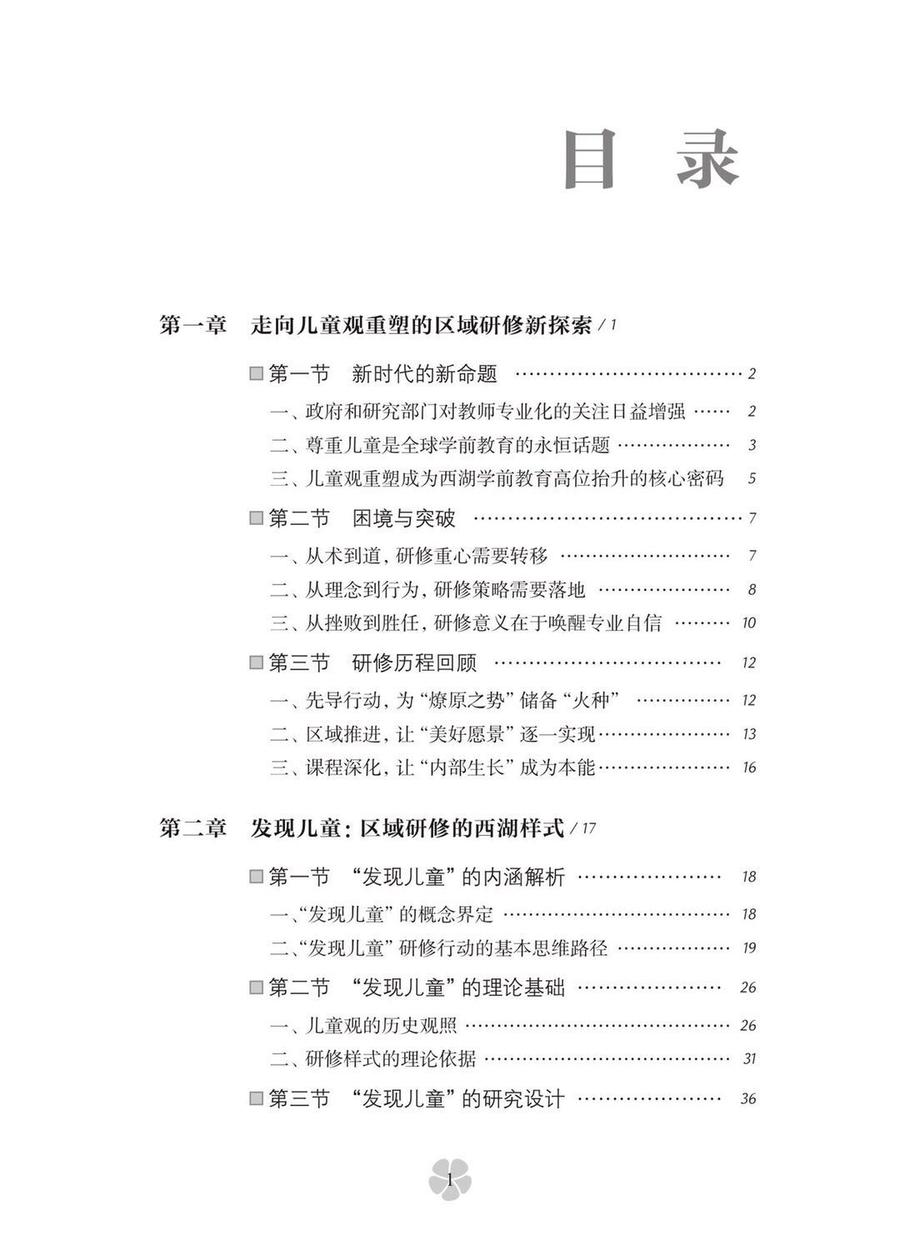 目 录
第一章 走向儿童观重塑的区域研修新探索 / 1
第一节 新时代的新命题 ……………………………… 2
一、政府和研究部门对教师专业化的关注日益增强 …… 2
二、尊重儿童是全球学前教育的永恒话题 ……………… 3
三、儿童观重塑成为西湖学前教育高位抬升的核心密码 5
第二节 困境与突破 …………………………………… 7
一、从术到道，研修重心需要转移 ……………………… 7
二、从理念到行为，研修策略需要落地 ………………… 8
三、从挫败到胜任，研修意义在于唤醒专业自信 ……… 10
第三节 研修历程回顾 ……………………………… 12
一、先导行动，为“燎原之势”储备“火种” …………… 12
二、区域推进，让“美好愿景”逐一实现………………… 13
三、课程深化，让“内部生长”成为本能………………… 16
第二章 发现儿童：区域研修的西湖样式 / 17
第一节 “发现儿童”的内涵解析 ………………… 18
一、“发现儿童”的概念界定 ……………………………… 18
二、“发现儿童”研修行动的基本思维路径 ……………… 19
第二节 “发现儿童”的理论基础 ………………… 26
一、儿童观的历史观照 …………………………………… 26
二、研修样式的理论依据 ………………………………… 31
第三节 “发现儿童”的研究设计 ………………… 36
1